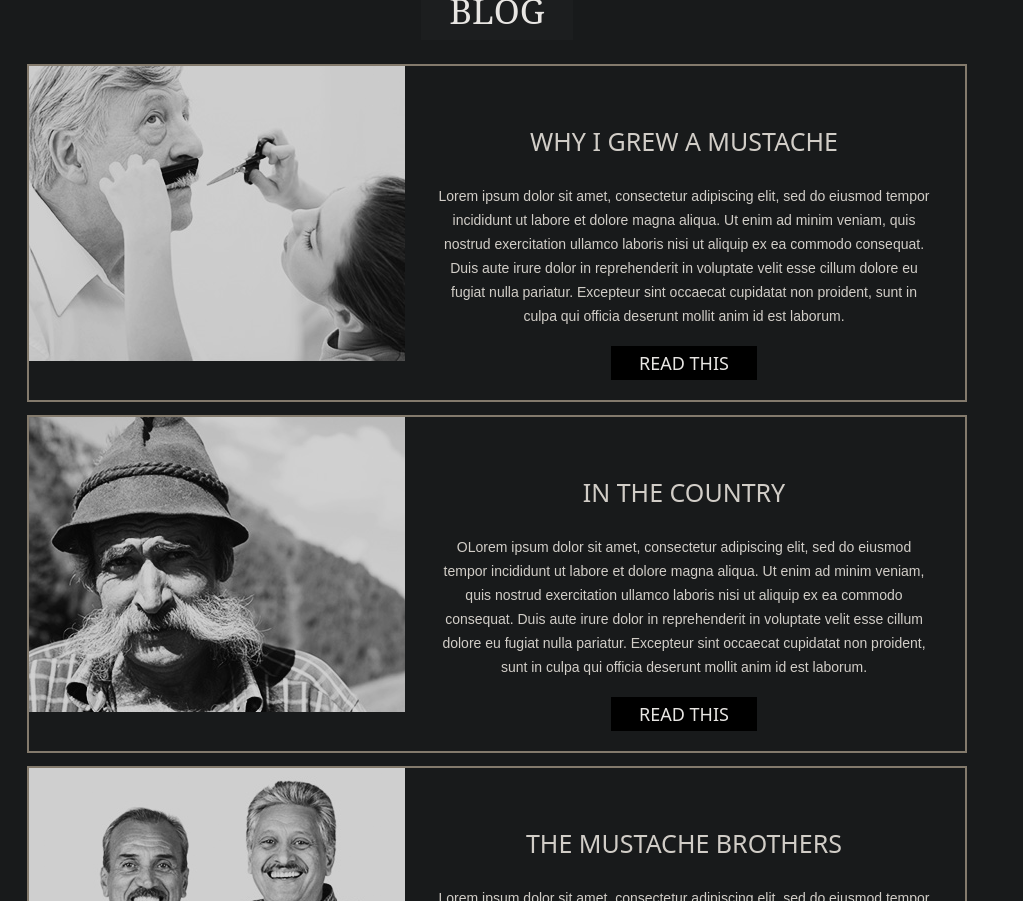 BLOG
WHY I GREW A MUSTACHE
Lorem ipsum dolor sit amet, consectetur adipiscing elit, sed do eiusmod tempor
incididunt ut labore et dolore magna aliqua. Ut enim ad minim veniam, quis
nostrud exercitation ullamco laboris nisi ut aliquip ex ea commodo consequat.
Duis aute irure dolor in reprehenderit in voluptate velit esse cillum dolore eu
fugiat nulla pariatur. Excepteur sint occaecat cupidatat non proident, sunt in
culpa qui officia deserunt mollit anim id est laborum.
READ THIS
IN THE COUNTRY
OLorem ipsum dolor sit amet, consectetur adipiscing elit, sed do eiusmod
tempor incididunt ut labore et dolore magna aliqua. Ut enim ad minim veniam,
quis nostrud exercitation ullamco laboris nisi ut aliquip ex ea commodo
consequat. Duis aute irure dolor in reprehenderit in voluptate velit esse cillum
dolore eu fugiat nulla pariatur. Excepteur sint occaecat cupidatat non proident,
sunt in culpa qui officia deserunt mollit anim id est laborum.
READ THIS
THE MUSTACHE BROTHERS
Lorem ipsum dolor sit amet, consectetur adipiscing elit, sed do eiusmod tempor